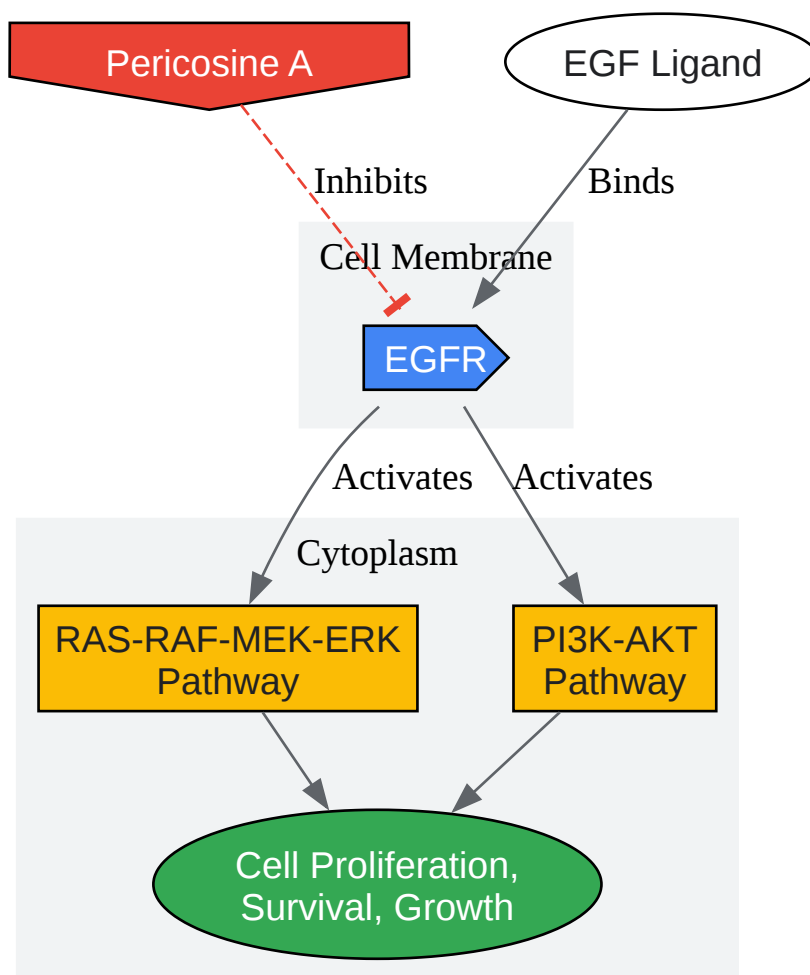 Pericosine A
EGF Ligand
Inhibits
Binds
Cell Membrane
EGFR
Activates
Activates
Cytoplasm
RAS-RAF-MEK-ERK
Pathway
PI3K-AKT
Pathway
Cell Proliferation,
Survival, Growth